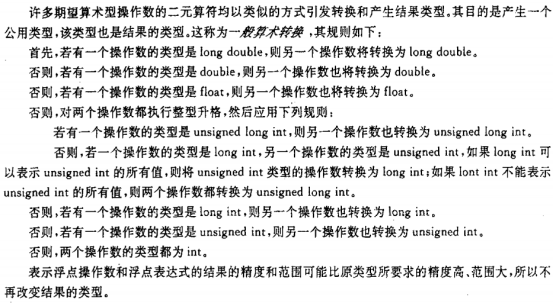 许多期望算术型操作数的二元算符均以类似的方式引发转换和产生结果类型。其目的是产生一个
公用类型,该类型也是结果的类型。这称为一般算术转换,其规则如下:
首先,若有一个操作数的类型是 long double,则另一个操作数将转换为 long double。
否则,若有一个操作数的类型是 double,则另一个操作数也将转换为 double。
否则,若有一个操作数的类型是 float,则另一个操作数也将转换为 float。
否则,对两个操作数都执行整型升格,然后应用下列规则:
若有一个操作数的类型是 unsigned long int,则另一个操作数也转换为 unsigned long int。
否则,若一个操作数的类型是 long int,另一个操作数的类型是 unsigned int,如果 long int 可
以表示 unsigned int 的所有值,则将 unsigned int 类型的操作数转换为 long int;如果 lont int 不能表示
unsigned int 的所有值,则两个操作数都转换为 unsigned long int。
否则,若有一个操作数的类型是 long int,则另一个操作数也转换为 long int。
否则,若有一个操作数的类型是 unsigned int,则另一个操作数也转换为 unsigned int。
否则,两个操作数的类型都为 int。
表示浮点操作数和浮点表达式的结果的精度和范围可能比原类型所要求的精度高、范围大,所以不
再改变结果的类型。